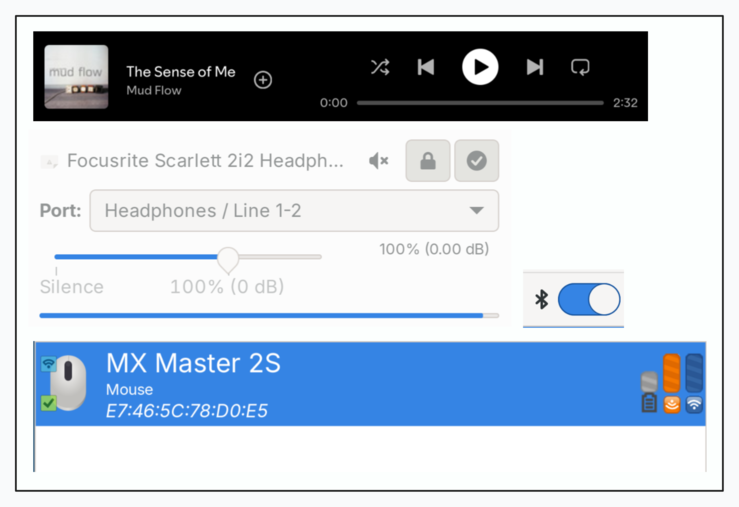 mud flow
The Sense of Me
Mud Flow
0:00
2:32
Focusrite Scarlett 2i2 Headph...
Port:
Headphones / Line 1-2
100% (0.00 dB)
Silence
100% (0 dB)
MX Master 2S
Mouse
E7:46:5C:78:D0:E5